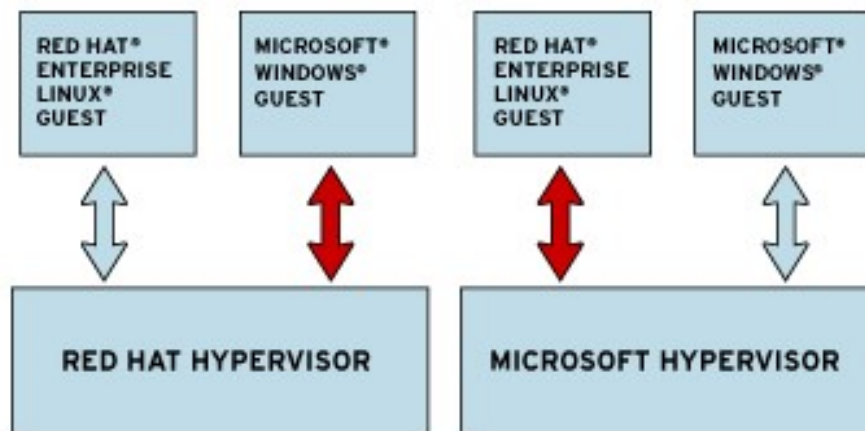 RED HAT®
ENTERPRISE
LINUX®
GUEST
MICROSOFT®
WINDOWS®
GUEST
RED HAT®
ENTERPRISE
LINUX®
GUEST
MICROSOFT®
WINDOWS®
GUEST
RED HAT HYPERVISOR
MICROSOFT HYPERVISOR